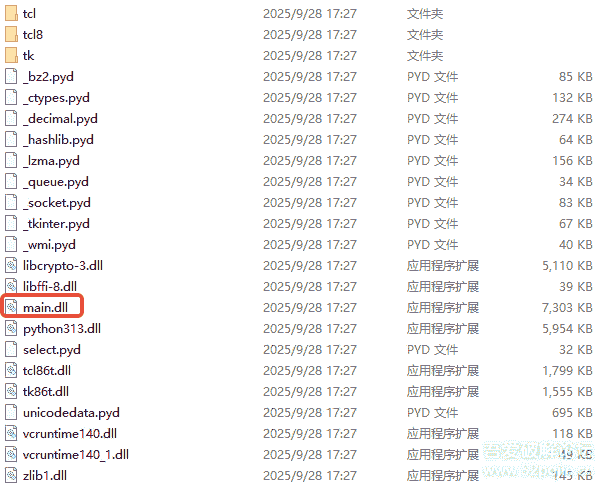 tcl 2025/9/28 17:27 文件夹
tcl8 2025/9/28 17:27 文件夹
tk 2025/9/28 17:27 文件夹
_bz2.pyd 2025/9/28 17:27 PYD 文件 85 KB
_ctypes.pyd 2025/9/28 17:27 PYD 文件 132 KB
_decimal.pyd 2025/9/28 17:27 PYD 文件 274 KB
_hashlib.pyd 2025/9/28 17:27 PYD 文件 64 KB
_lzma.pyd 2025/9/28 17:27 PYD 文件 156 KB
_queue.pyd 2025/9/28 17:27 PYD 文件 34 KB
_socket.pyd 2025/9/28 17:27 PYD 文件 83 KB
_tkinter.pyd 2025/9/28 17:27 PYD 文件 67 KB
_wmi.pyd 2025/9/28 17:27 PYD 文件 40 KB
libcrypto-3.dll 2025/9/28 17:27 应用程序扩展 5,110 KB
libffi-8.dll 2025/9/28 17:27 应用程序扩展 39 KB
main.dll 2025/9/28 17:27 应用程序扩展 7,303 KB
python313.dll 2025/9/28 17:27 应用程序扩展 5,954 KB
select.pyd 2025/9/28 17:27 PYD 文件 32 KB
tcl86t.dll 2025/9/28 17:27 应用程序扩展 1,799 KB
tk86t.dll 2025/9/28 17:27 应用程序扩展 1,555 KB
unicodedata.pyd 2025/9/28 17:27 PYD 文件 695 KB
vcruntime140.dll 2025/9/28 17:27 应用程序扩展 118 KB
vcruntime140_1.dll 2025/9/28 17:27 应用程序扩展 49 KB
zlib1.dll 2025/9/28 17:27 应用程序扩展 145 KB